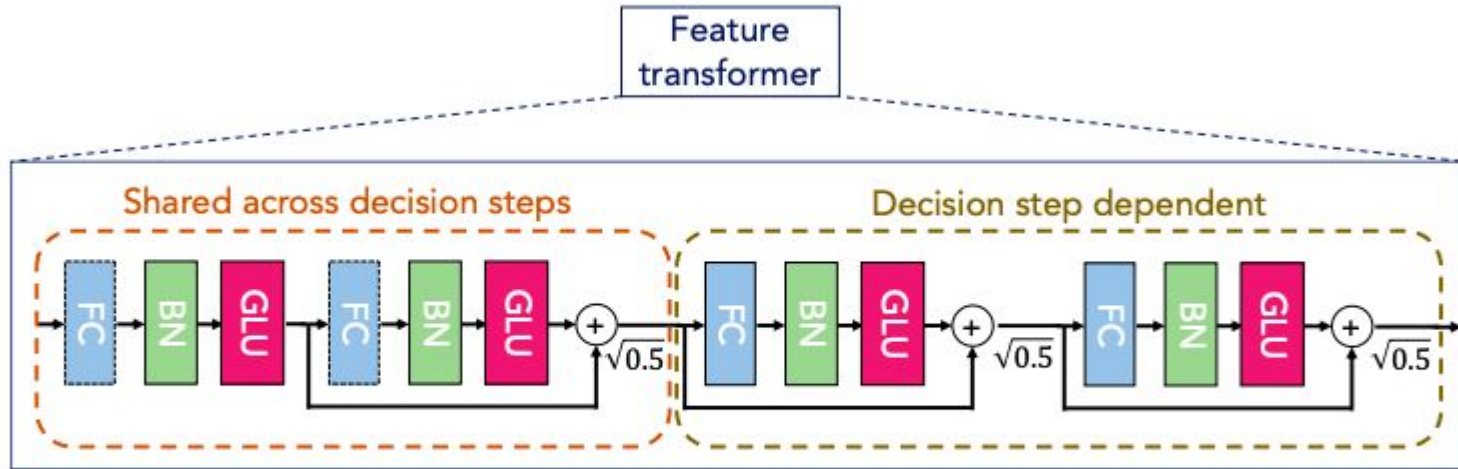 Feature
transformer
Shared across decision steps
Decision step dependent
FC
BN
GLU
FC
BN
GLU
+
√0.5
FC
BN
GLU
+
√0.5
FC
BN
GLU
+
√0.5